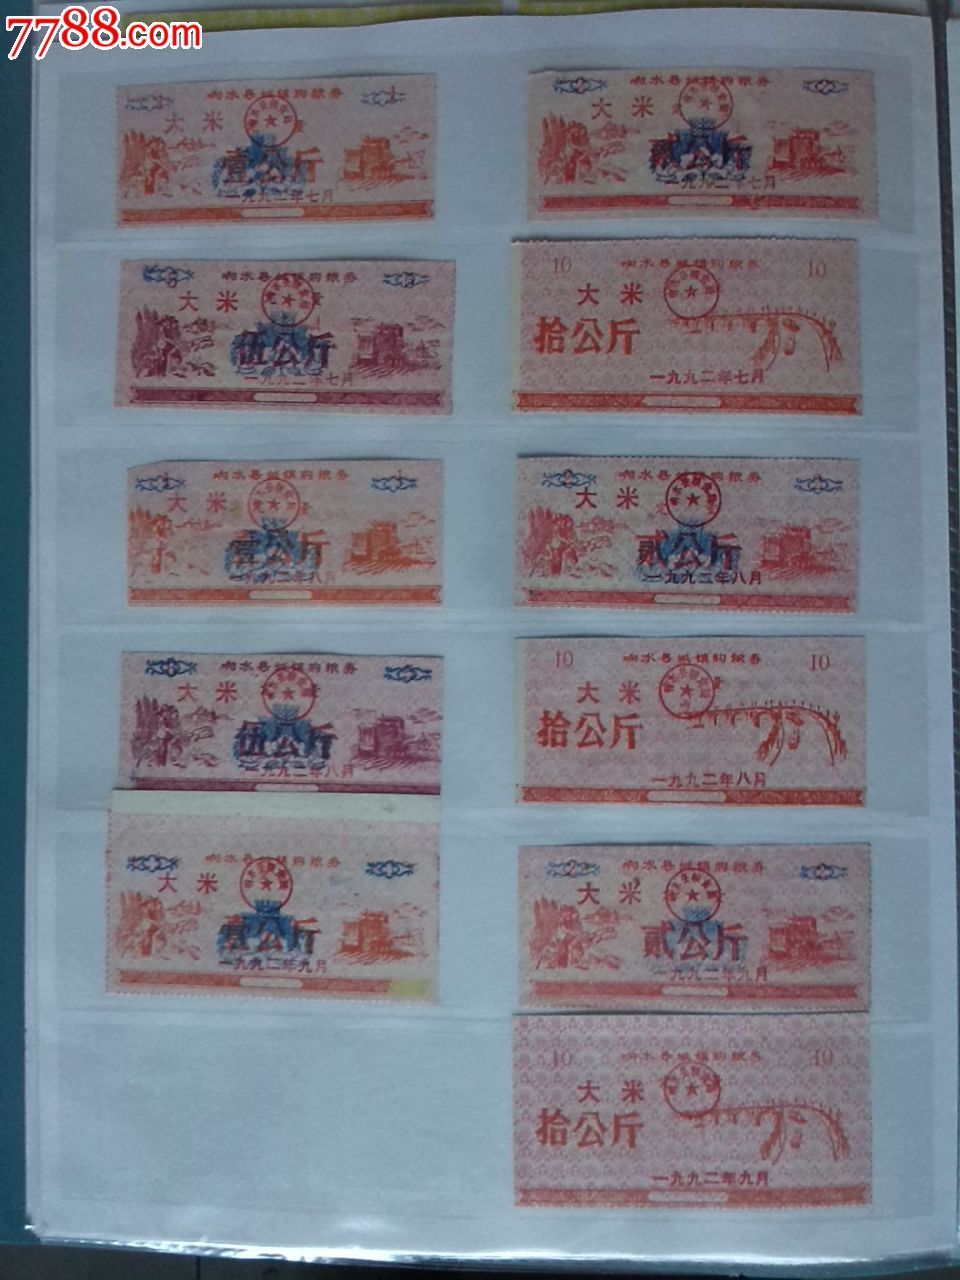 7788.com
响水县城镇购粮券
大米
壹公斤
一九九二年七月
响水县城镇购粮券
大米
贰公斤
一九九二年七月
响水县城镇购粮券
大米
伍公斤
一九九二年七月
10 响水县城镇购粮券 10
大米
拾公斤
一九九二年七月
响水县城镇购粮券
大米
壹公斤
一九九二年八月
响水县城镇购粮券
大米
贰公斤
一九九二年八月
响水县城镇购粮券
大米
伍公斤
一九九二年八月
10 响水县城镇购粮券 10
大米
拾公斤
一九九二年八月
响水县城镇购粮券
大米
壹公斤
一九九二年九月
响水县城镇购粮券
大米
贰公斤
一九九二年九月
10 响水县城镇购粮券 10
大米
拾公斤
一九九二年九月